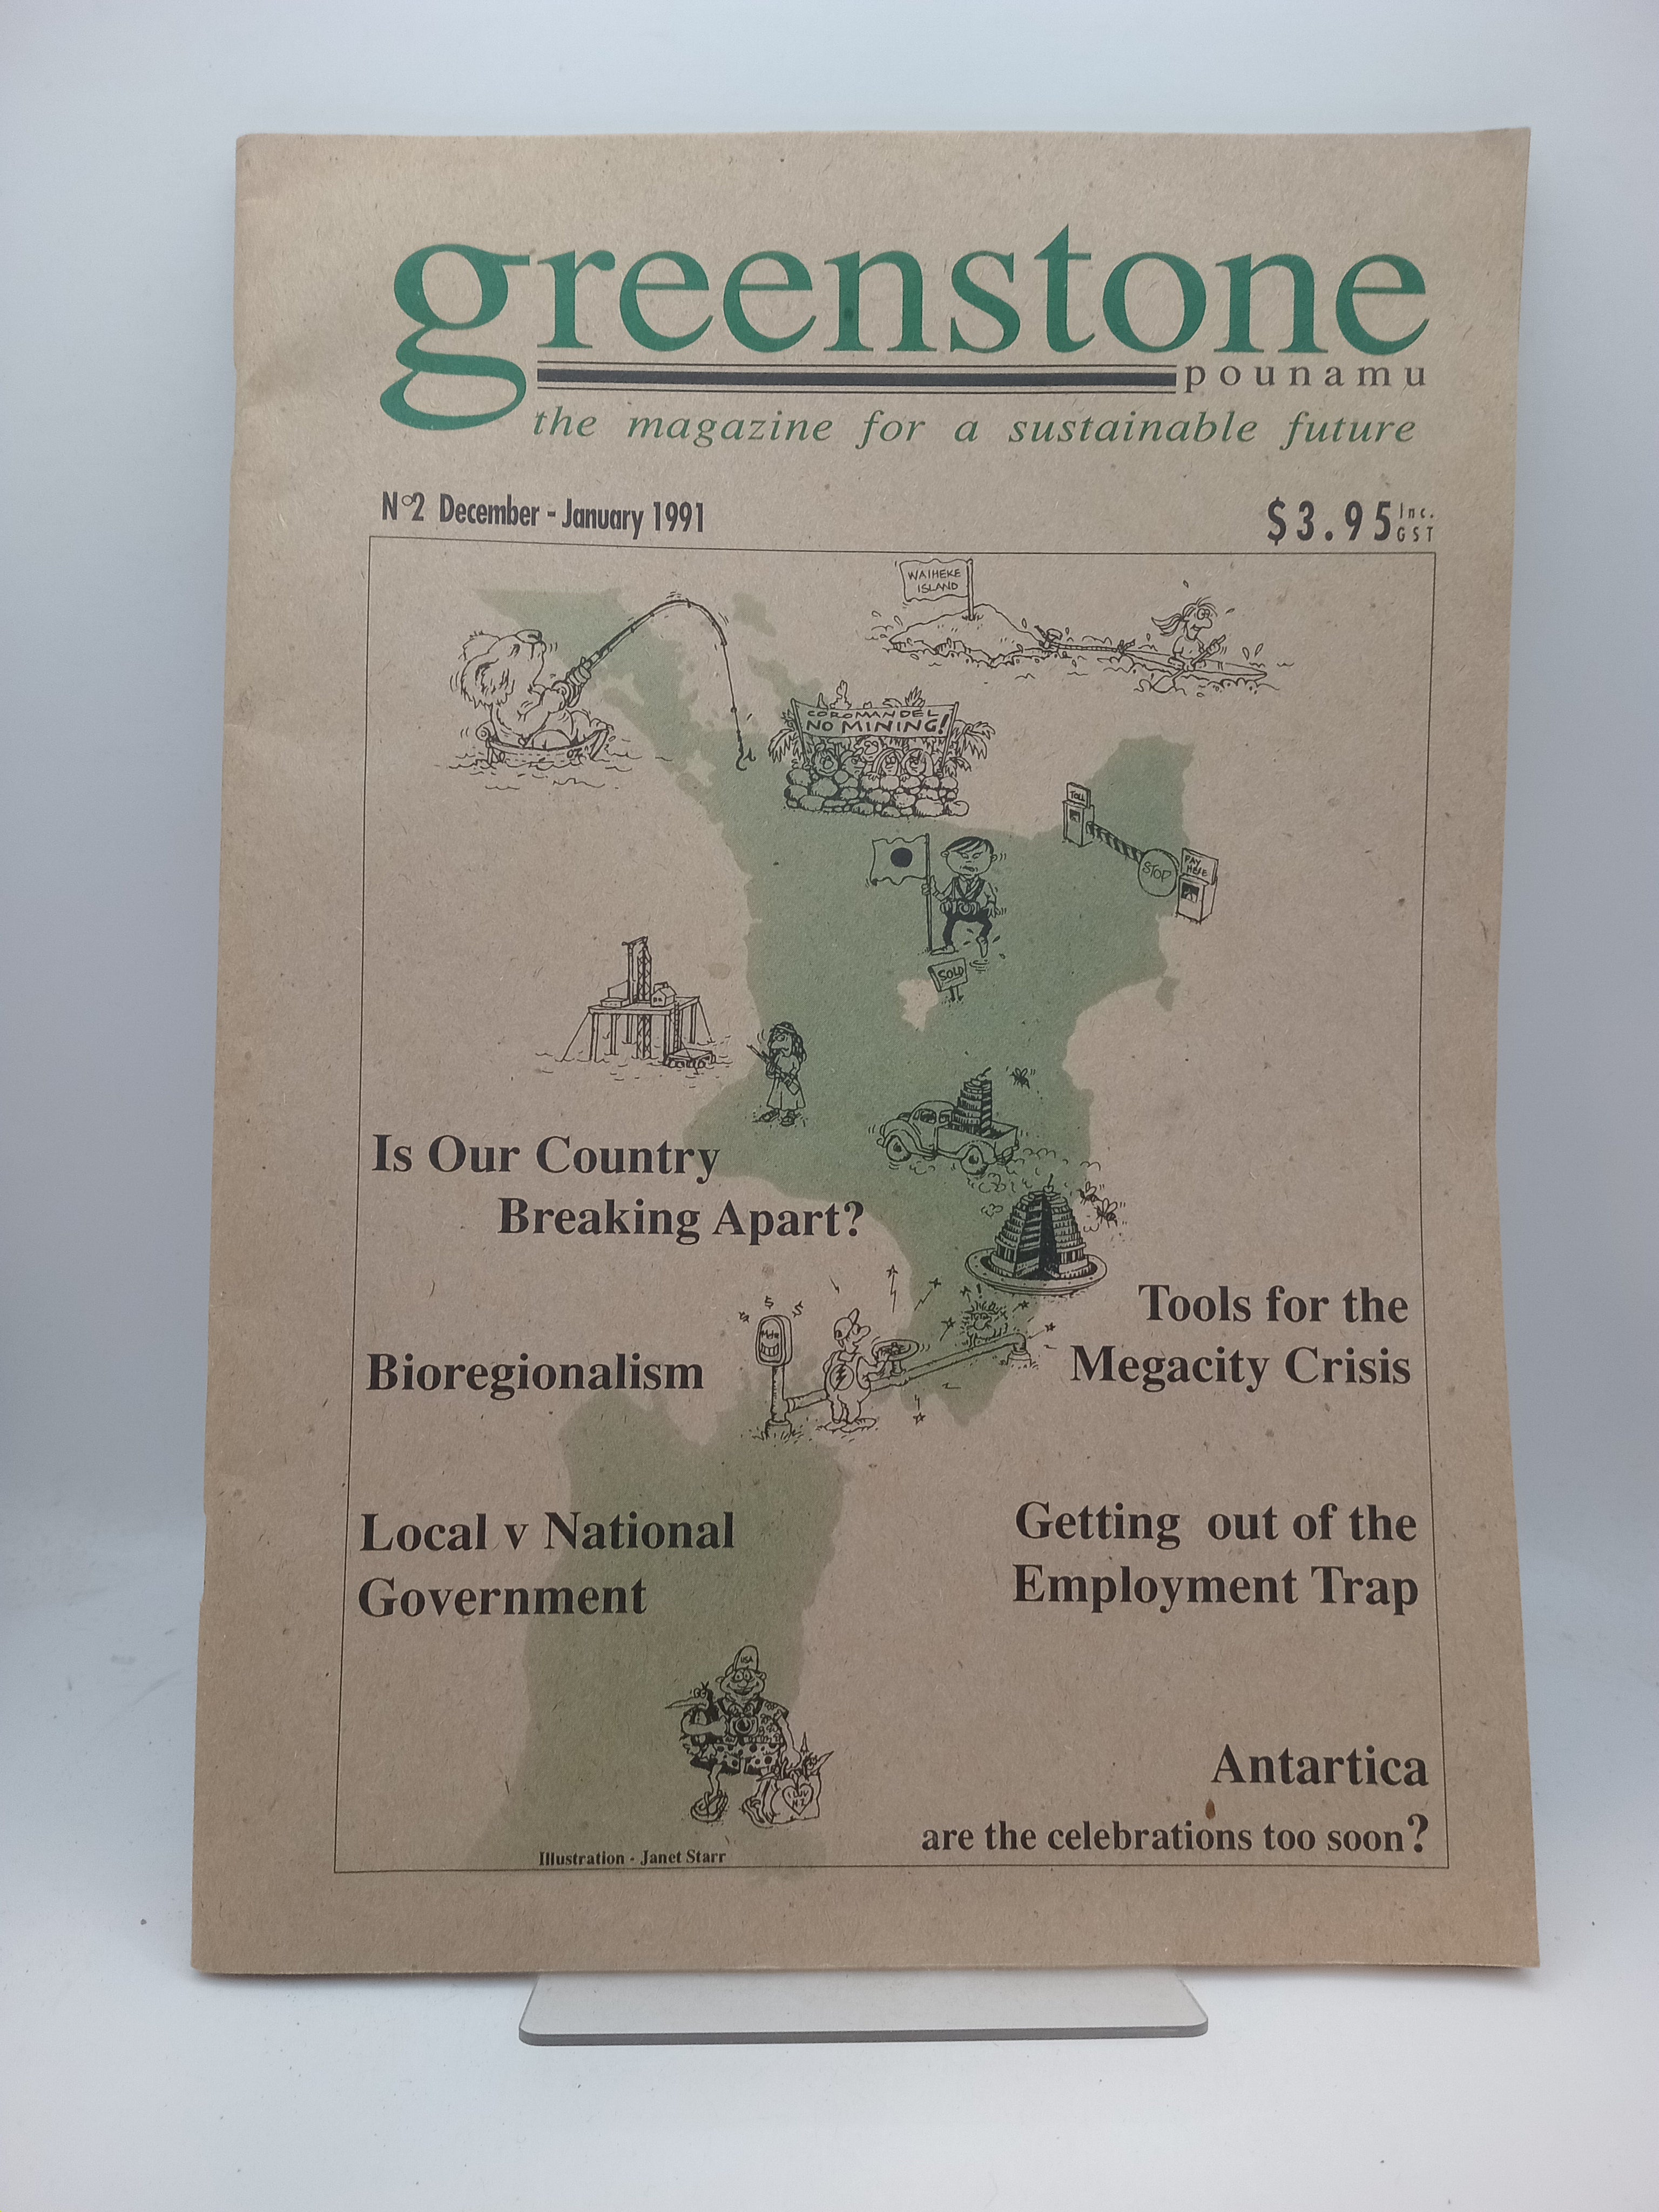 greenstone
pounamu
the magazine for a sustainable future
N°2 December - January 1991
$3.95 Inc. GST
WAIHEKE
ISLAND
COROMANDEL
NO MINING!
TOLL
STOP
PAY
HERE
SOLD
Is Our Country
Breaking Apart?
Tools for the
Megacity Crisis
Bioregionalism
Local v National
Government
Getting out of the
Employment Trap
USA
Antartica
are the celebrations too soon?
Illustration - Janet Starr